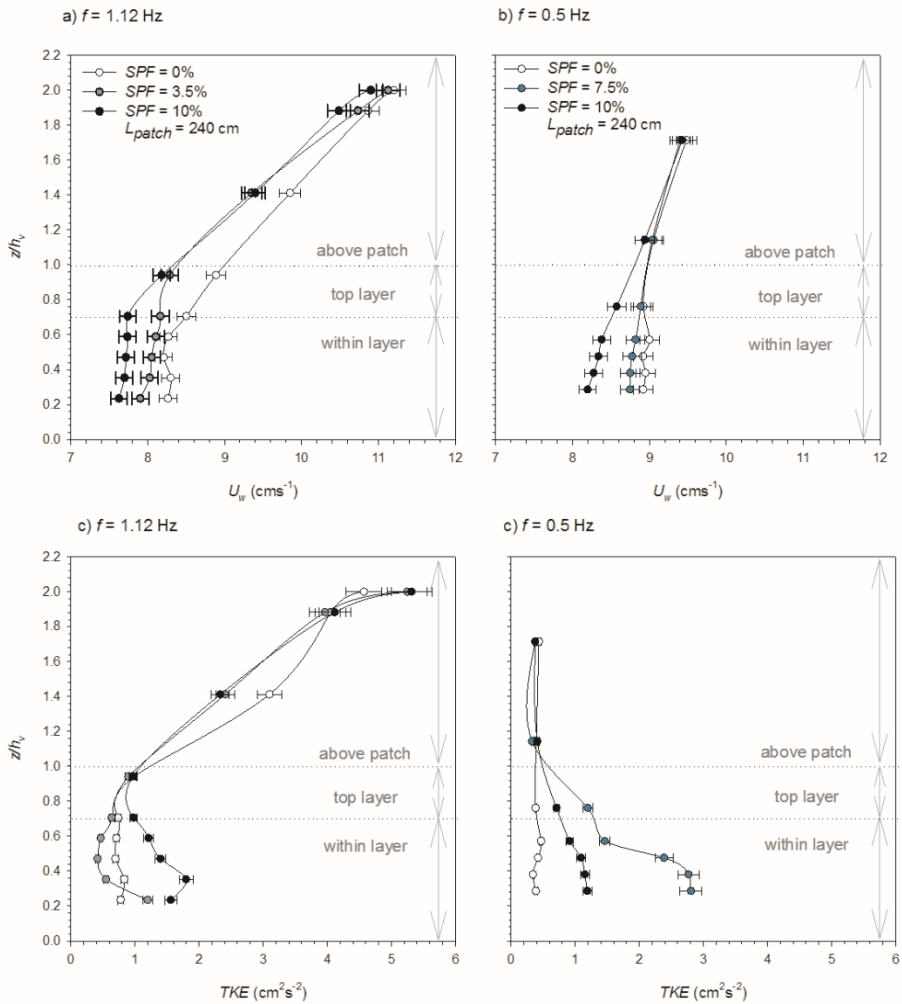 a) f = 1.12 Hz
SPF = 0%
SPF = 3.5%
SPF = 10%
L_patch = 240 cm
above patch
top layer
within layer
z/h_v
2.2
2.0
1.8
1.6
1.4
1.2
1.0
0.8
0.6
0.4
0.2
0.0
7 8 9 10 11 12
U_w (cms⁻¹)
b) f = 0.5 Hz
SPF = 0%
SPF = 7.5%
SPF = 10%
L_patch = 240 cm
above patch
top layer
within layer
7 8 9 10 11 12
U_w (cms⁻¹)
c) f = 1.12 Hz
above patch
top layer
within layer
z/h_v
2.2
2.0
1.8
1.6
1.4
1.2
1.0
0.8
0.6
0.4
0.2
0.0
0 1 2 3 4 5 6
TKE (cm²s⁻²)
c) f = 0.5 Hz
above patch
top layer
within layer
0 1 2 3 4 5 6
TKE (cm²s⁻²)